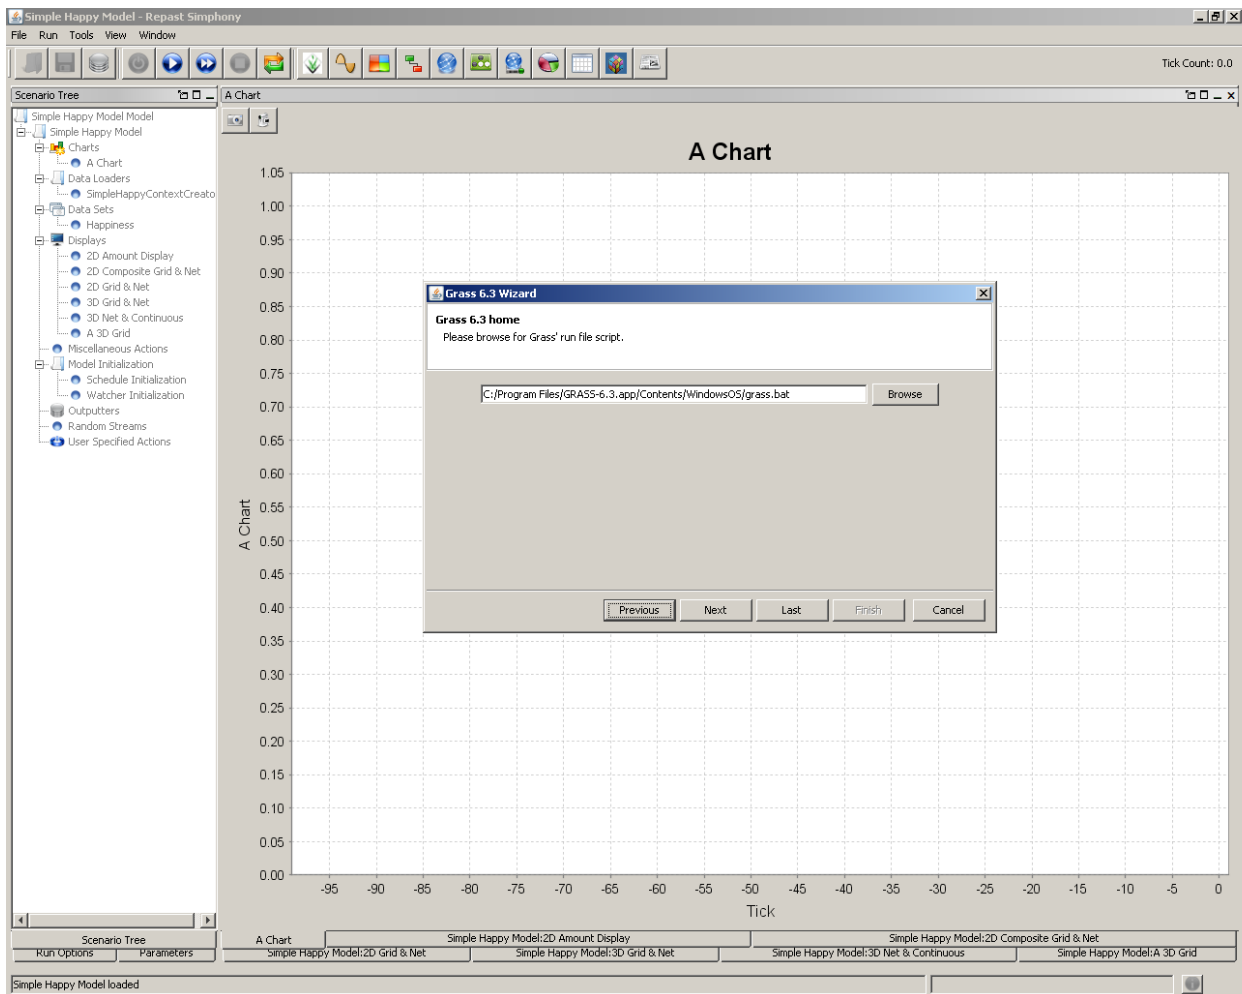 Simple Happy Model - Repast Simphony
File Run Tools View Window
Tick Count: 0.0
Scenario Tree
Simple Happy Model Model
Simple Happy Model
Charts
A Chart
Data Loaders
SimpleHappyContextCreato
Data Sets
Happiness
Displays
2D Amount Display
2D Composite Grid & Net
2D Grid & Net
3D Grid & Net
3D Net & Continuous
A 3D Grid
Miscellaneous Actions
Model Initialization
Schedule Initialization
Watcher Initialization
Outputters
Random Streams
User Specified Actions
Scenario Tree
Run Options Parameters
A Chart
A Chart
1.05
1.00
0.95
0.90
0.85
0.80
0.75
0.70
0.65
0.60
0.55
0.50
0.45
0.40
0.35
0.30
0.25
0.20
0.15
0.10
0.05
0.00
A Chart
-95 -90 -85 -80 -75 -70 -65 -60 -55 -50 -45 -40 -35 -30 -25 -20 -15 -10 -5 0
Tick
Grass 6.3 Wizard
Grass 6.3 home
Please browse for Grass' run file script.
C:/Program Files/GRASS-6.3.app/Contents/WindowsOS/grass.bat
Browse
Previous Next Last Finish Cancel
A Chart Simple Happy Model:2D Amount Display Simple Happy Model:2D Composite Grid & Net
Simple Happy Model:2D Grid & Net Simple Happy Model:3D Grid & Net Simple Happy Model:3D Net & Continuous Simple Happy Model:A 3D Grid
Simple Happy Model loaded